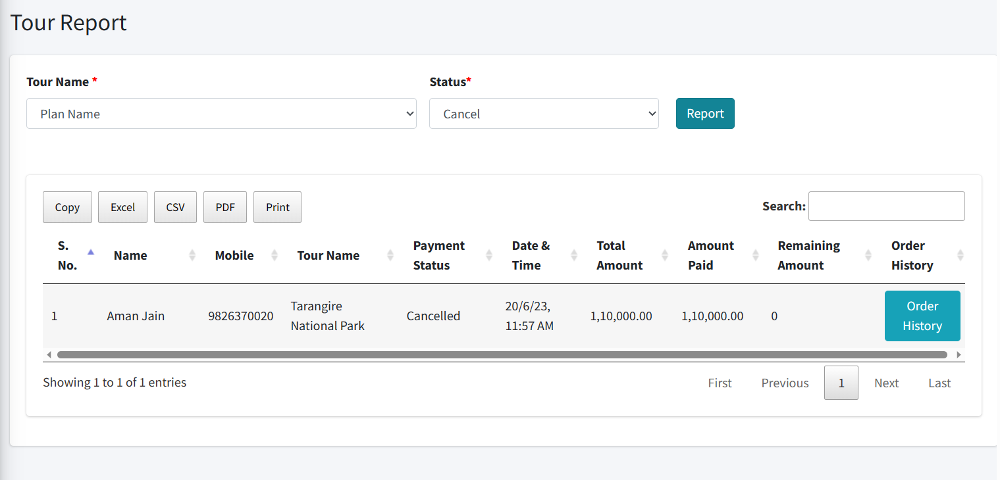 Tour Report
Tour Name *
Status*
Plan Name
Cancel
Report
Copy
Excel
CSV
PDF
Print
Search:
S. No.
Name
Mobile
Tour Name
Payment Status
Date & Time
Total Amount
Amount Paid
Remaining Amount
Order History
1
Aman Jain
9826370020
Tarangire National Park
Cancelled
20/6/23, 11:57 AM
1,10,000.00
1,10,000.00
0
Order History
Showing 1 to 1 of 1 entries
First
Previous
1
Next
Last